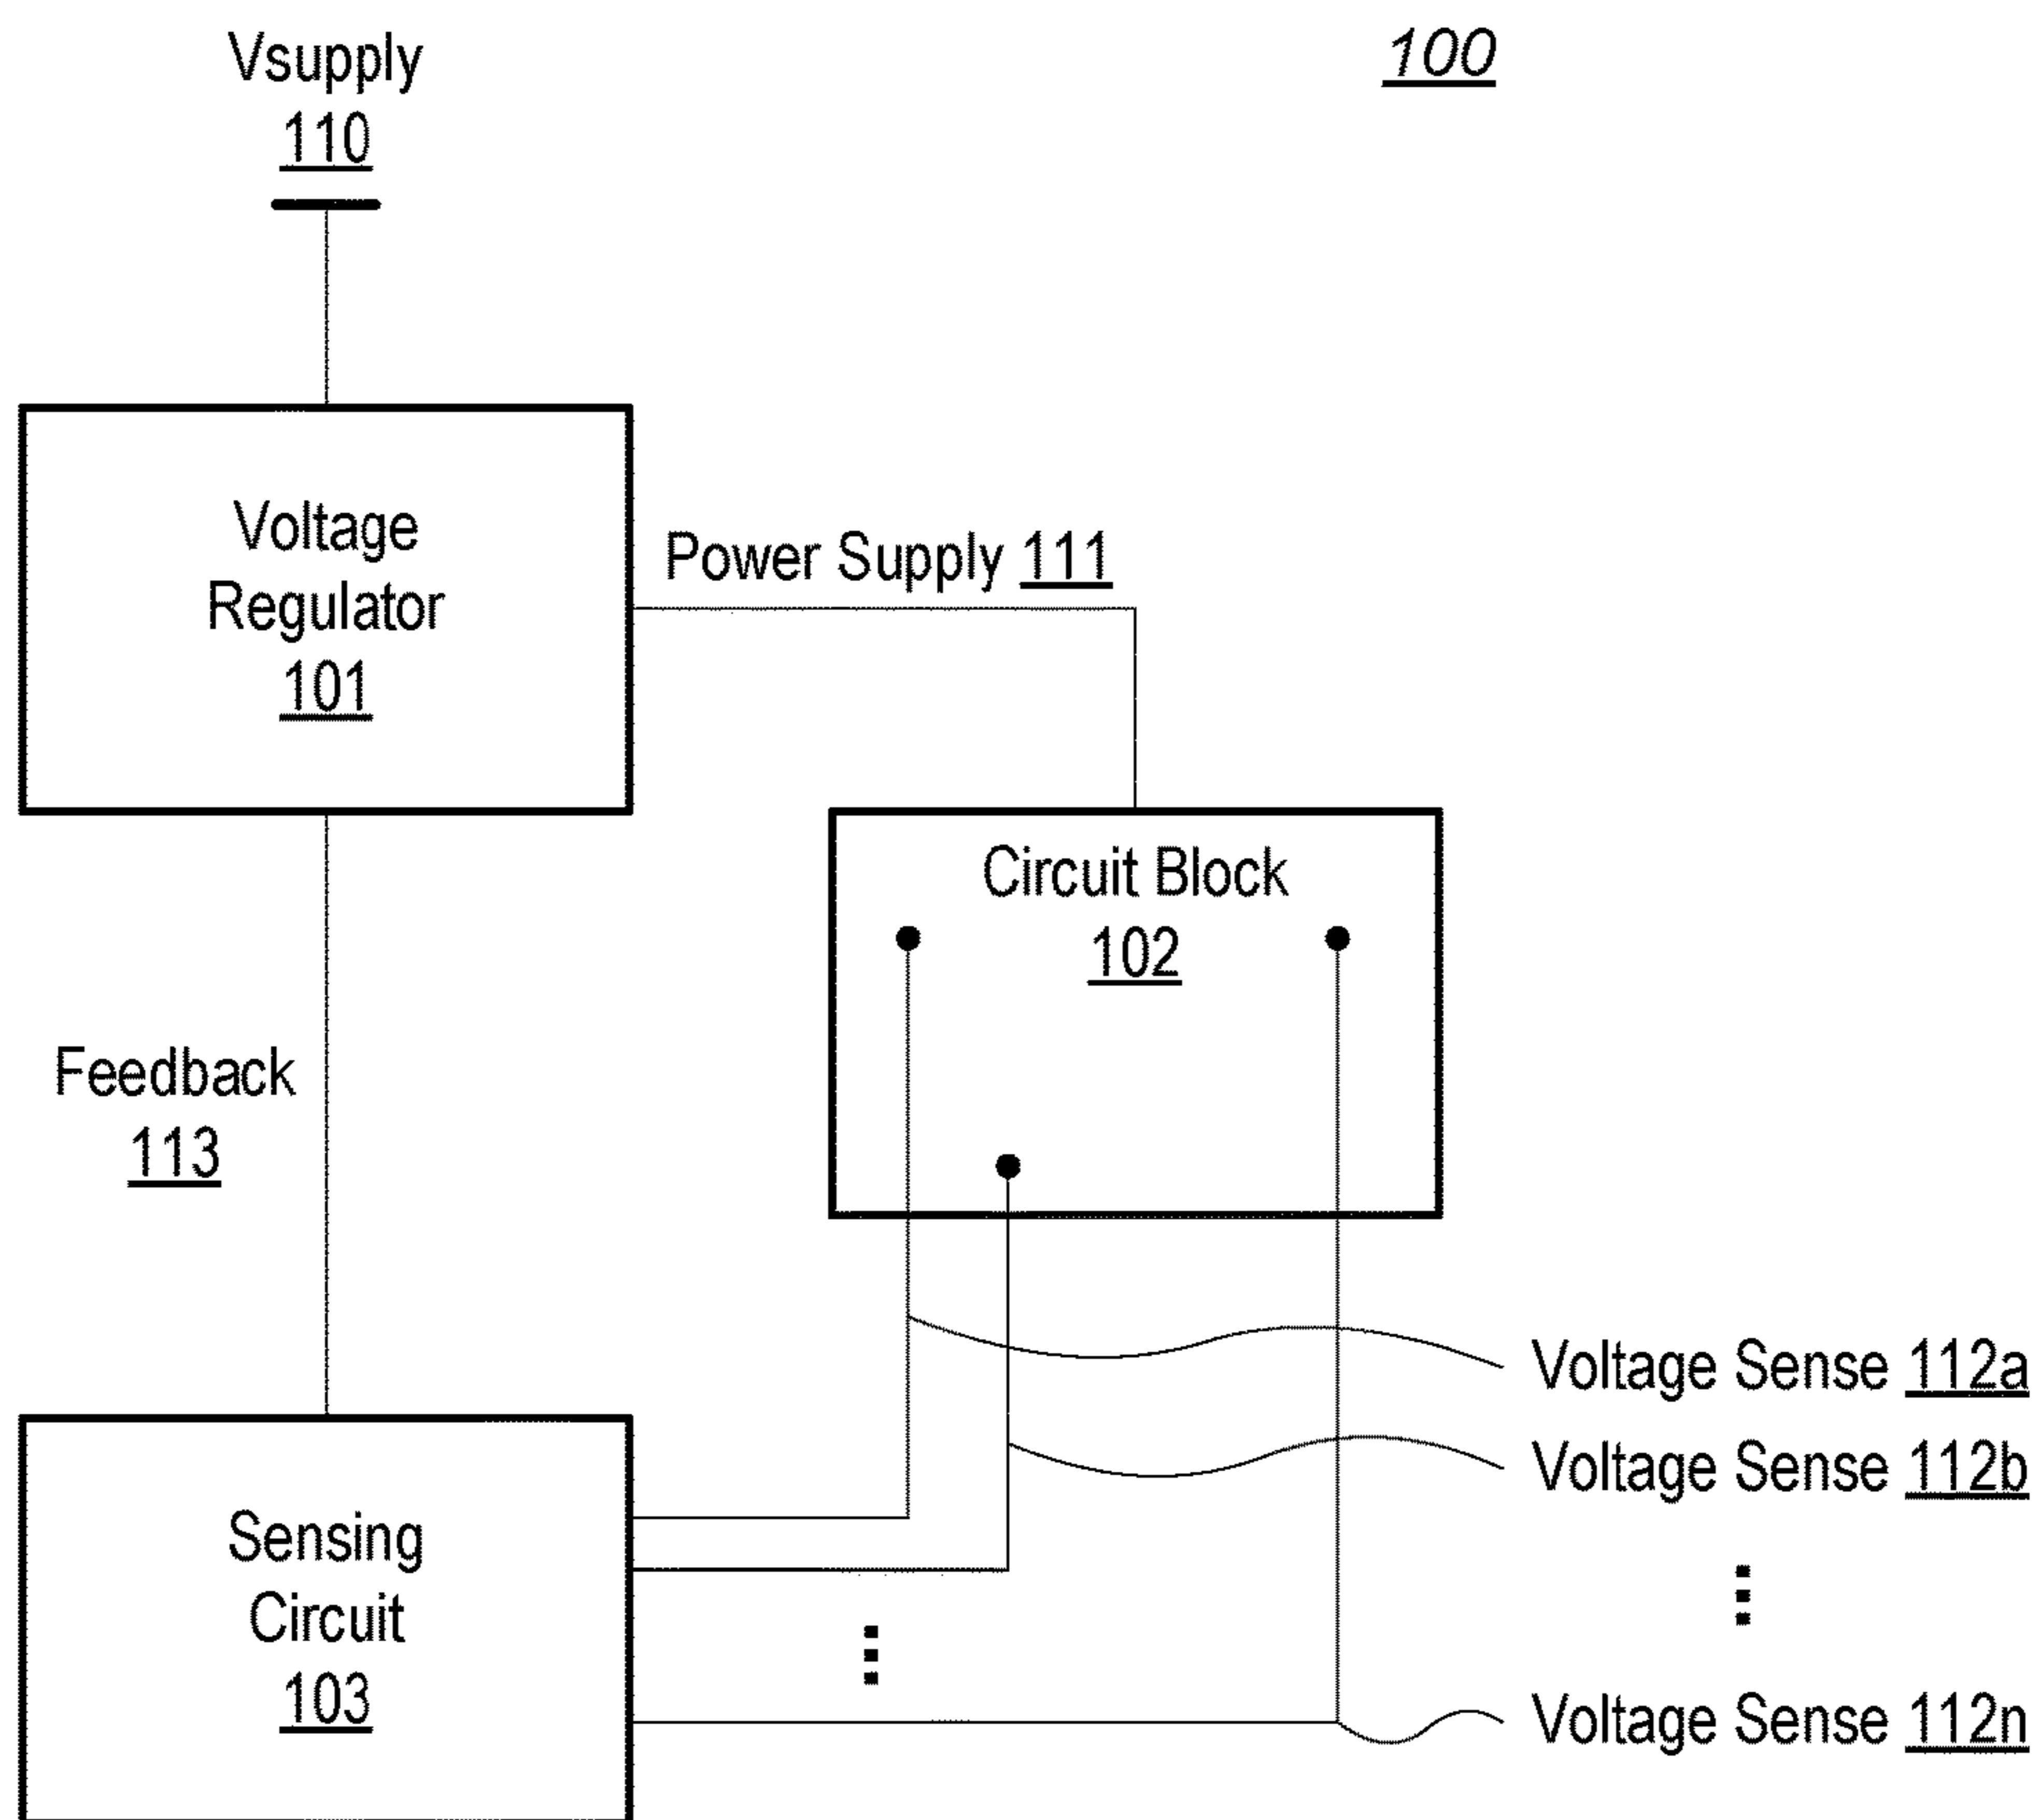 100
Vsupply
110
Voltage
Regulator
101
Power Supply 111
Circuit Block
102
Feedback
113
Sensing
Circuit
103
Voltage Sense 112a
Voltage Sense 112b
Voltage Sense 112n